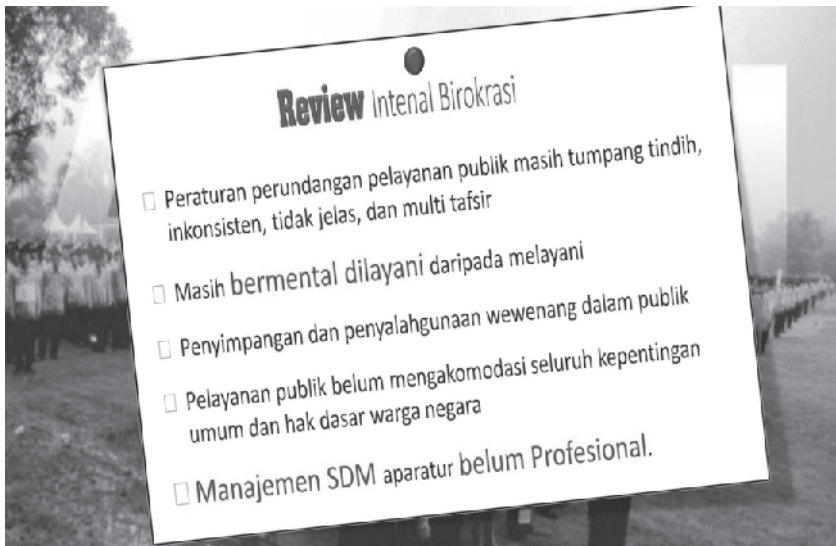 Review Intenal Birokrasi
Peraturan perundangan pelayanan publik masih tumpang tindih,
inkonsisten, tidak jelas, dan multi tafsir
Masih bermental dilayani daripada melayani
Penyimpangan dan penyalahgunaan wewenang dalam publik
Pelayanan publik belum mengakomodasi seluruh kepentingan
umum dan hak dasar warga negara
Manajemen SDM aparatur belum Profesional.